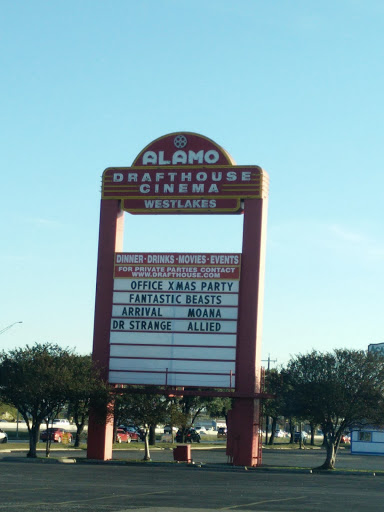 ALAMO
DRAFTHOUSE
CINEMA
WESTLAKES
DINNER · DRINKS · MOVIES · EVENTS
FOR PRIVATE PARTIES CONTACT
WWW.DRAFTHOUSE.COM
OFFICE XMAS PARTY
FANTASTIC BEASTS
ARRIVAL MOANA
DR STRANGE ALLIED